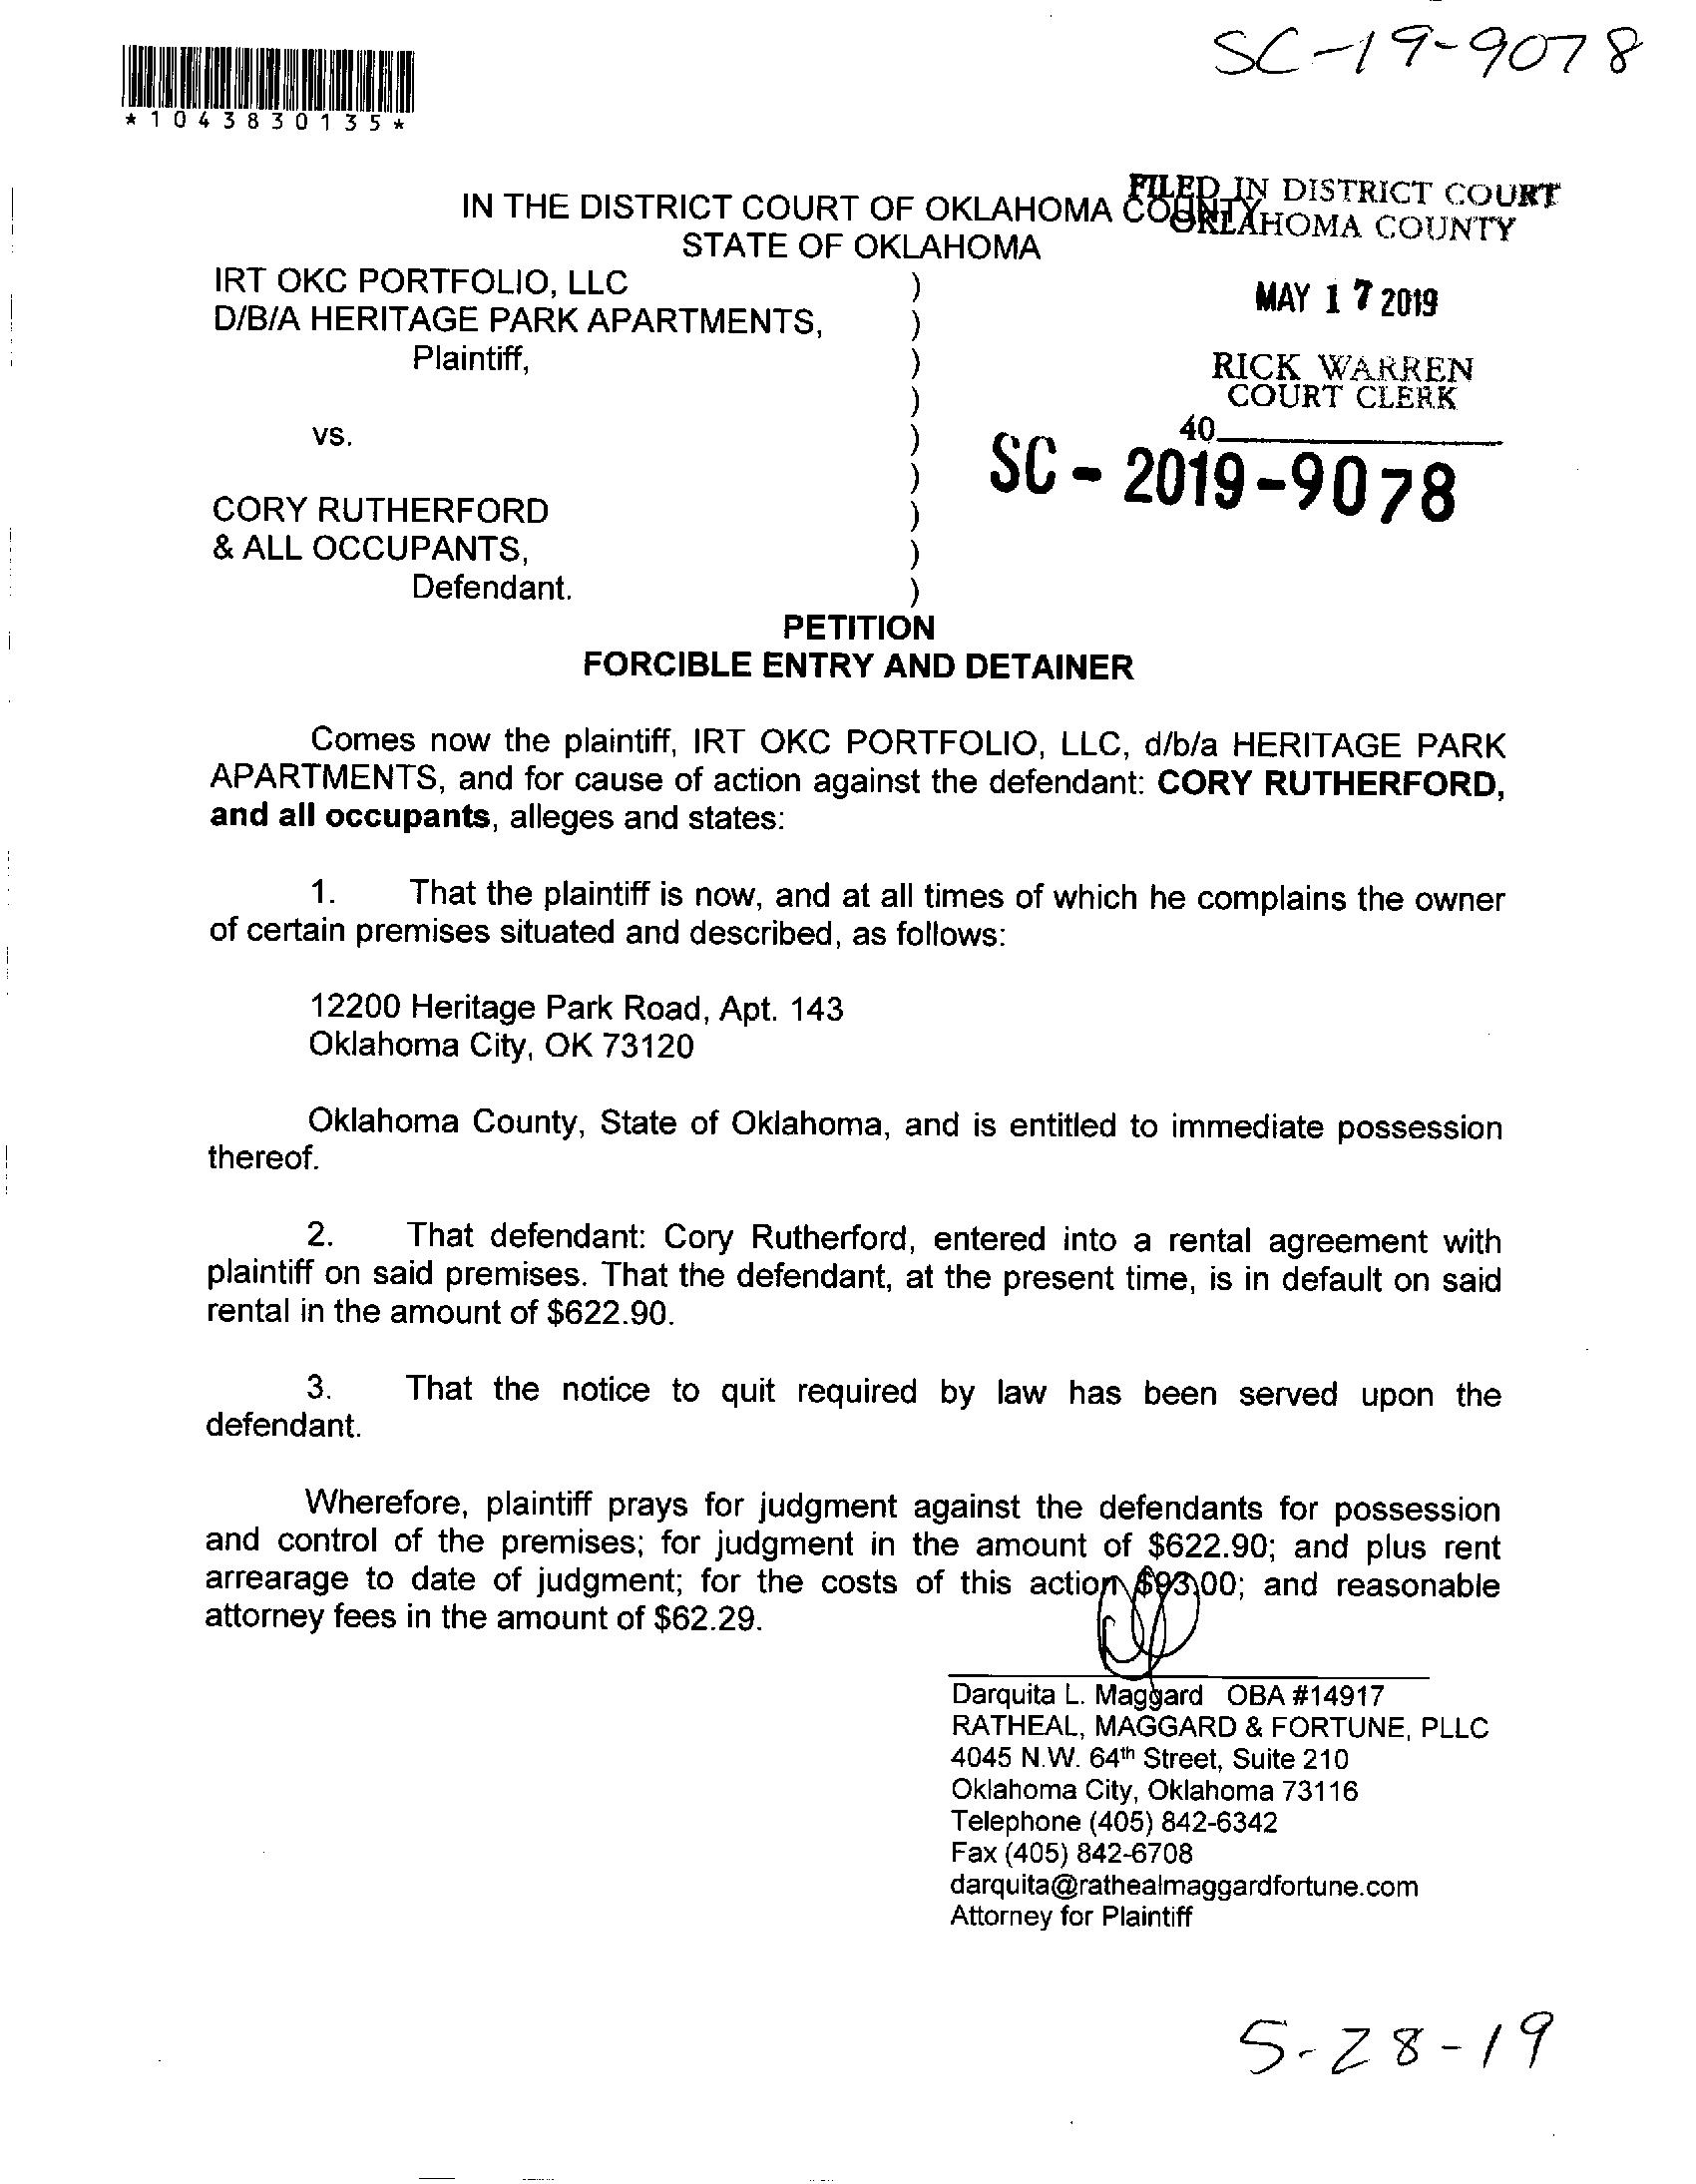 SC-19-9078
*1043830135*
FILED IN DISTRICT COURT
OKLAHOMA COUNTY
IN THE DISTRICT COURT OF OKLAHOMA COUNTY
STATE OF OKLAHOMA
IRT OKC PORTFOLIO, LLC )
D/B/A HERITAGE PARK APARTMENTS, )
Plaintiff, )
)
vs. )
)
CORY RUTHERFORD )
& ALL OCCUPANTS, )
Defendant. )
MAY 17 2019
RICK WARREN
COURT CLERK
40
SC - 2019-9078
PETITION
FORCIBLE ENTRY AND DETAINER
Comes now the plaintiff, IRT OKC PORTFOLIO, LLC, d/b/a HERITAGE PARK
APARTMENTS, and for cause of action against the defendant: CORY RUTHERFORD,
and all occupants, alleges and states:
1. That the plaintiff is now, and at all times of which he complains the owner
of certain premises situated and described, as follows:
12200 Heritage Park Road, Apt. 143
Oklahoma City, OK 73120
Oklahoma County, State of Oklahoma, and is entitled to immediate possession
thereof.
2. That defendant: Cory Rutherford, entered into a rental agreement with
plaintiff on said premises. That the defendant, at the present time, is in default on said
rental in the amount of $622.90.
3. That the notice to quit required by law has been served upon the
defendant.
Wherefore, plaintiff prays for judgment against the defendants for possession
and control of the premises; for judgment in the amount of $622.90; and plus rent
arrearage to date of judgment; for the costs of this action $93.00; and reasonable
attorney fees in the amount of $62.29.
Darquita L. Maggard OBA #14917
RATHEAL, MAGGARD & FORTUNE, PLLC
4045 N.W. 64th Street, Suite 210
Oklahoma City, Oklahoma 73116
Telephone (405) 842-6342
Fax (405) 842-6708
darquita@rathealmaggardfortune.com
Attorney for Plaintiff
5-28-19